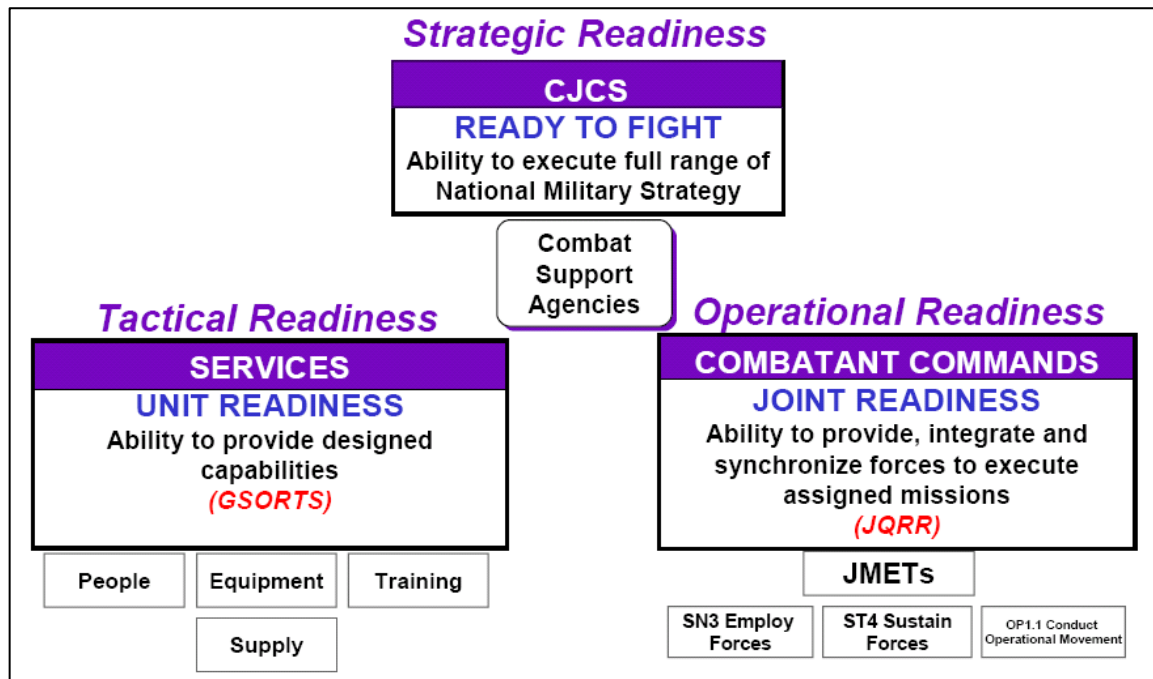 Strategic Readiness
CJCS
READY TO FIGHT
Ability to execute full range of
National Military Strategy
Combat
Support
Agencies
Tactical Readiness
SERVICES
UNIT READINESS
Ability to provide designed
capabilities
(GSORTS)
People
Equipment
Training
Supply
Operational Readiness
COMBATANT COMMANDS
JOINT READINESS
Ability to provide, integrate and
synchronize forces to execute
assigned missions
(JQRR)
JMETs
SN3 Employ
Forces
ST4 Sustain
Forces
OP1.1 Conduct
Operational Movement